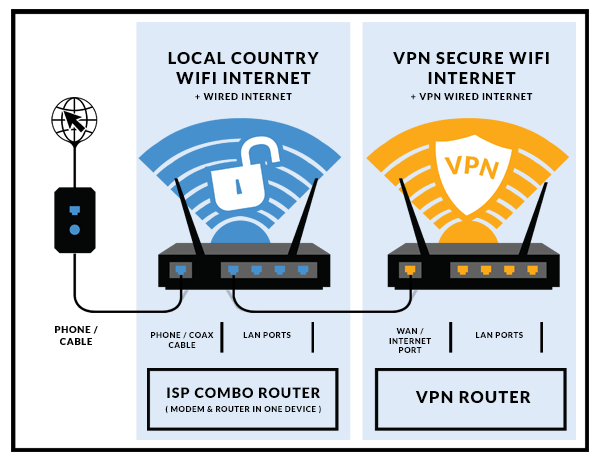 LOCAL COUNTRY
WIFI INTERNET
+ WIRED INTERNET
VPN SECURE WIFI
INTERNET
+ VPN WIRED INTERNET
VPN
PHONE /
CABLE
PHONE / COAX
CABLE
LAN PORTS
WAN /
INTERNET
PORT
LAN PORTS
ISP COMBO ROUTER
( MODEM & ROUTER IN ONE DEVICE )
VPN ROUTER